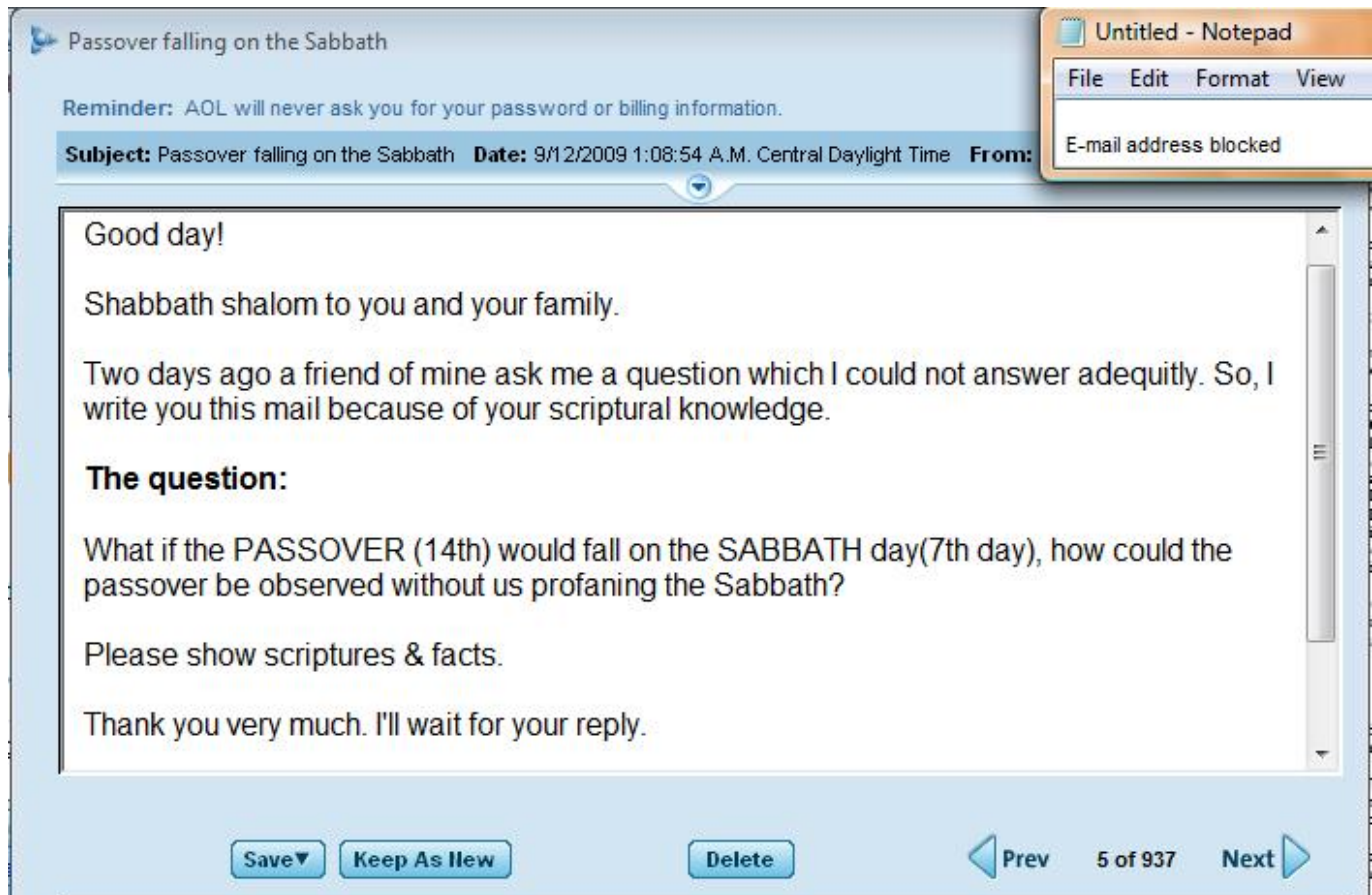 Passover falling on the Sabbath
Untitled - Notepad
File Edit Format View
E-mail address blocked
Reminder: AOL will never ask you for your password or billing information.
Subject: Passover falling on the Sabbath Date: 9/12/2009 1:08:54 A.M. Central Daylight Time From:
Good day!
Shabbath shalom to you and your family.
Two days ago a friend of mine ask me a question which I could not answer adequitly. So, I
write you this mail because of your scriptural knowledge.
The question:
What if the PASSOVER (14th) would fall on the SABBATH day(7th day), how could the
passover be observed without us profaning the Sabbath?
Please show scriptures & facts.
Thank you very much. I'll wait for your reply.
Save Keep As New Delete Prev 5 of 937 Next